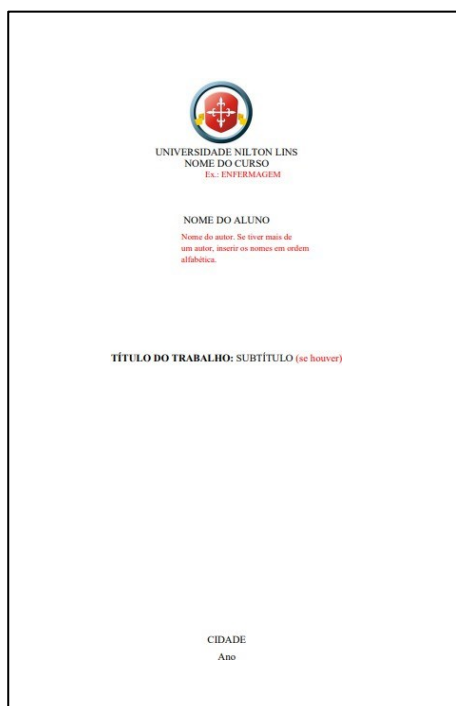 UNIVERSIDADE NILTON LINS
NOME DO CURSO
Ex.: ENFERMAGEM
NOME DO ALUNO
Nome do autor. Se tiver mais de
um autor, inserir os nomes em ordem
alfabética.
TÍTULO DO TRABALHO: SUBTÍTULO (se houver)
CIDADE
Ano